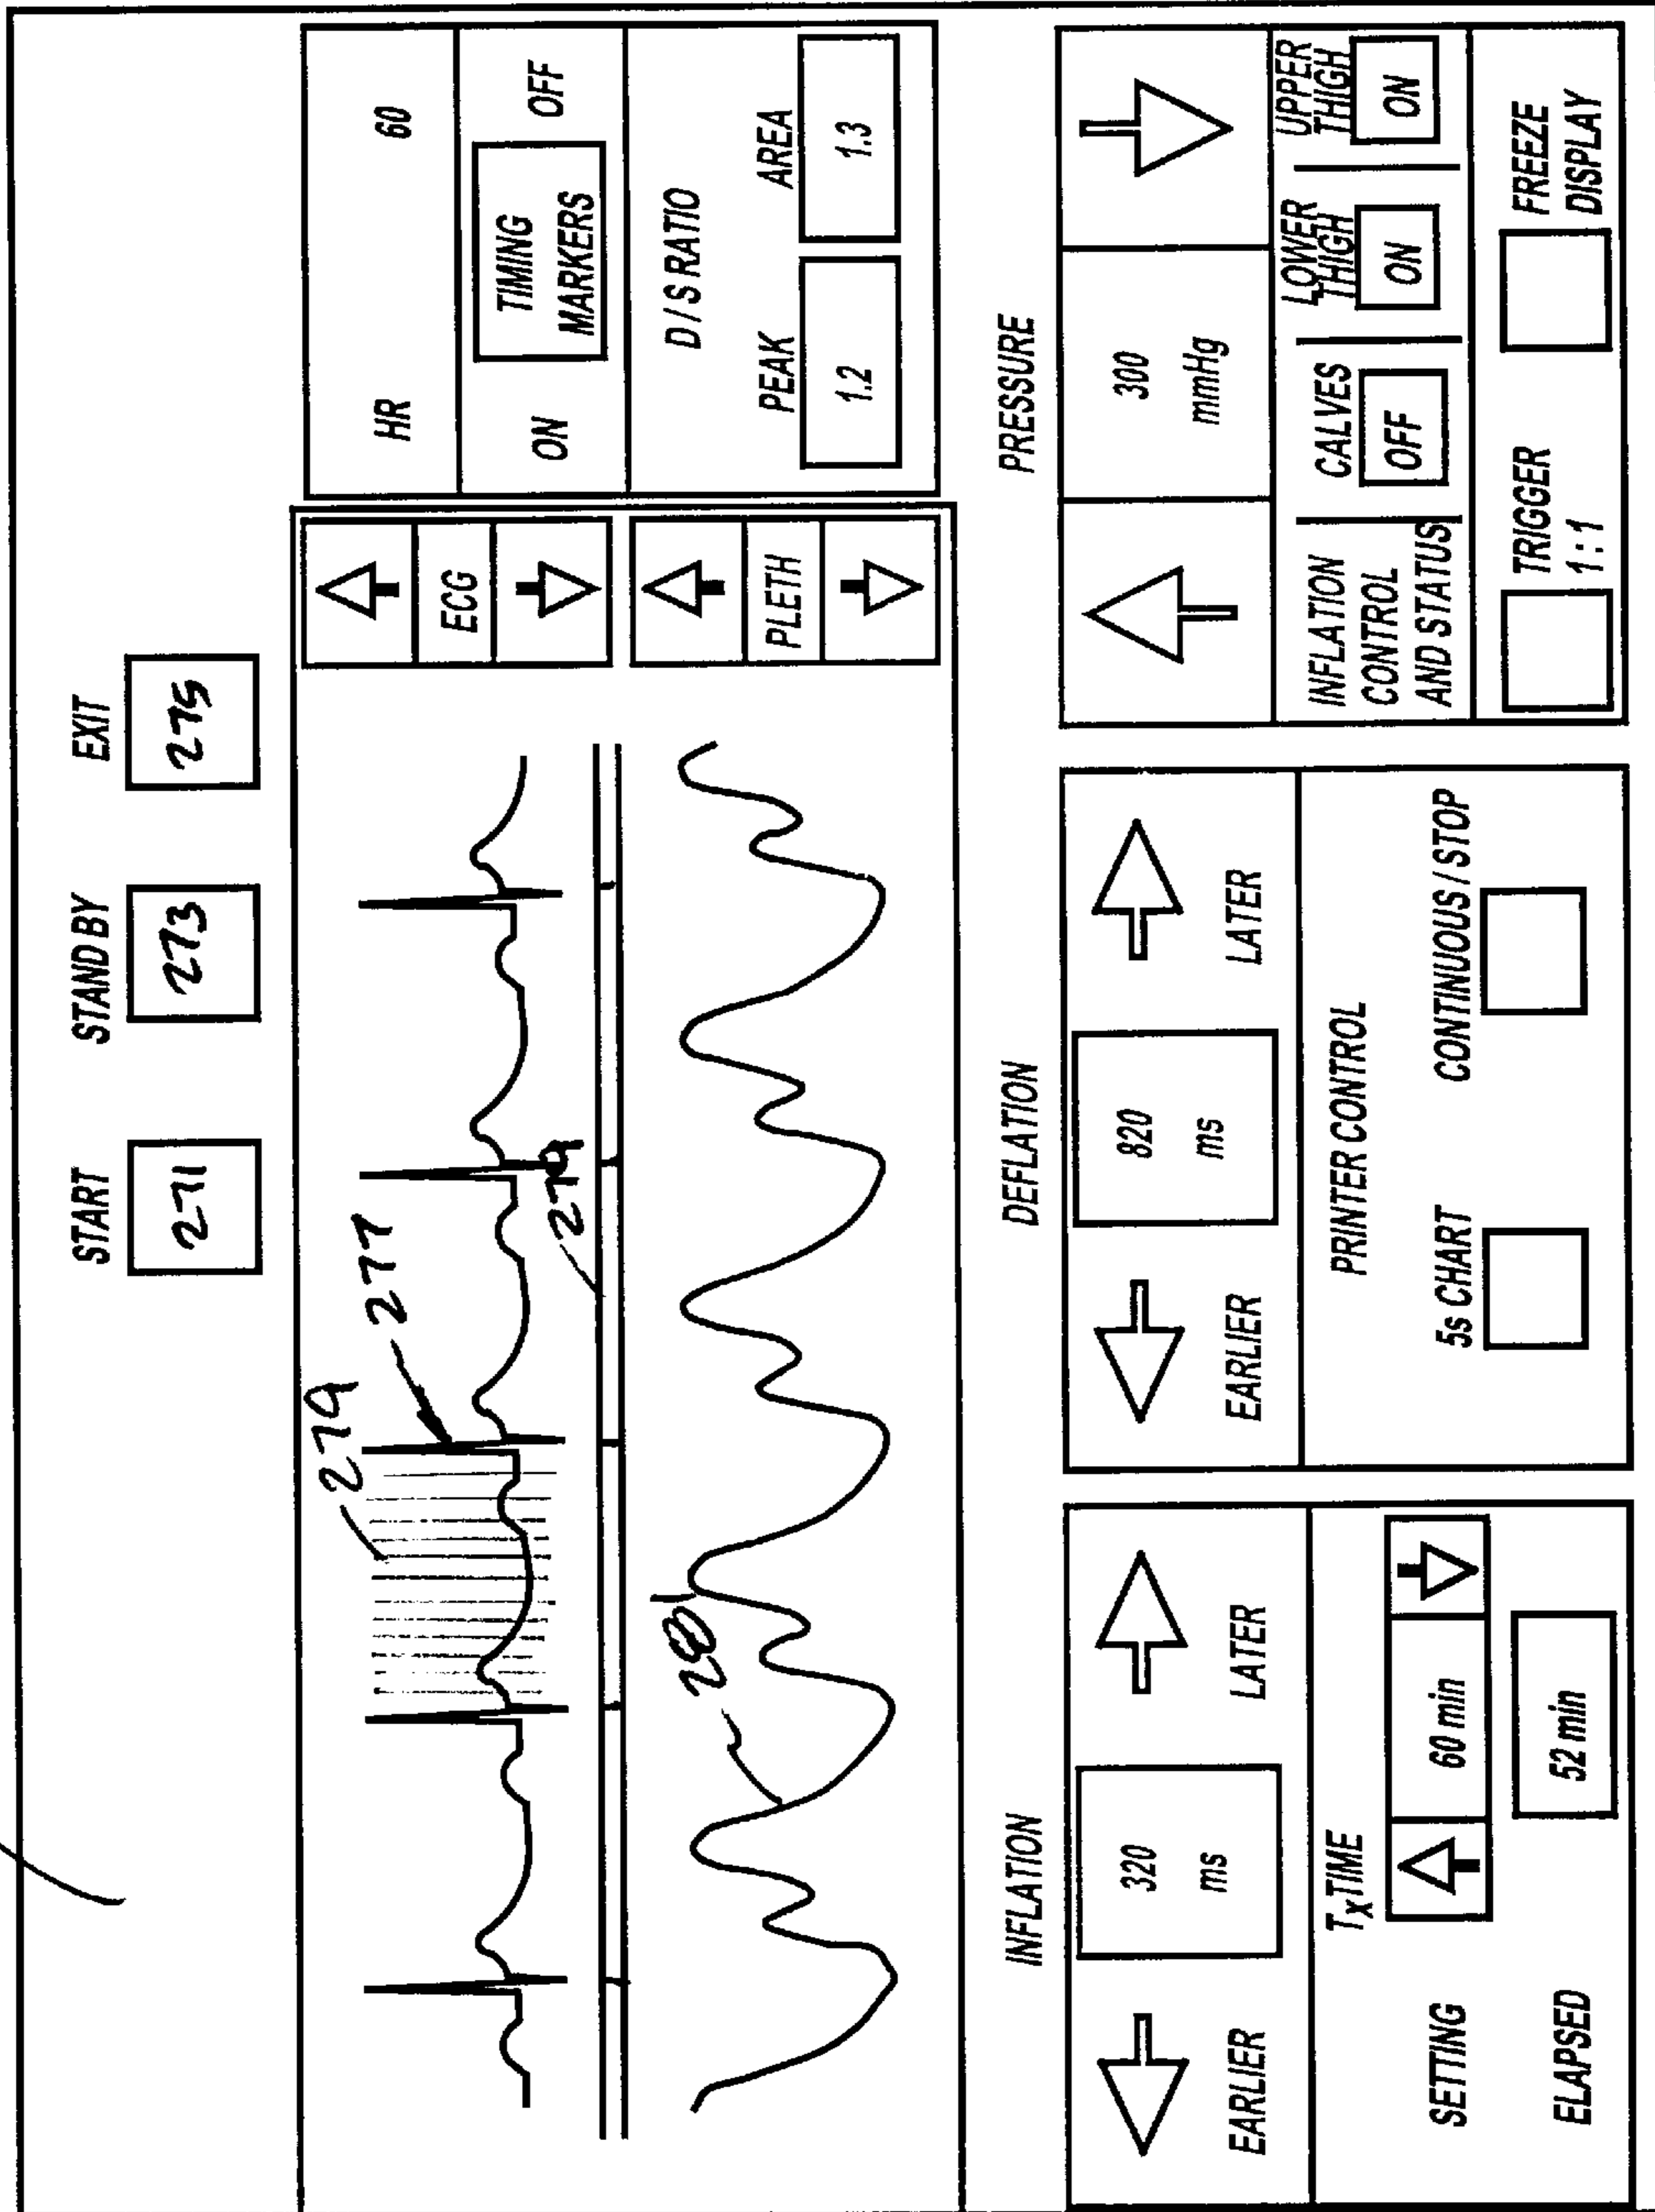 START
STAND BY
EXIT
271
273
275
279
277
279
281
ECG
PLETH
HR 60
ON
TIMING
MARKERS
OFF
D / S RATIO
PEAK
AREA
1.2
1.3
INFLATION
320
ms
EARLIER
LATER
TxTIME
SETTING
60 min
ELAPSED
52 min
DEFLATION
820
ms
EARLIER
LATER
PRINTER CONTROL
5s CHART
CONTINUOUS / STOP
PRESSURE
300
mmHg
INFLATION
CONTROL
AND STATUS
CALVES
OFF
LOWER
THIGH
ON
UPPER
THIGH
ON
TRIGGER
1 : 1
FREEZE
DISPLAY